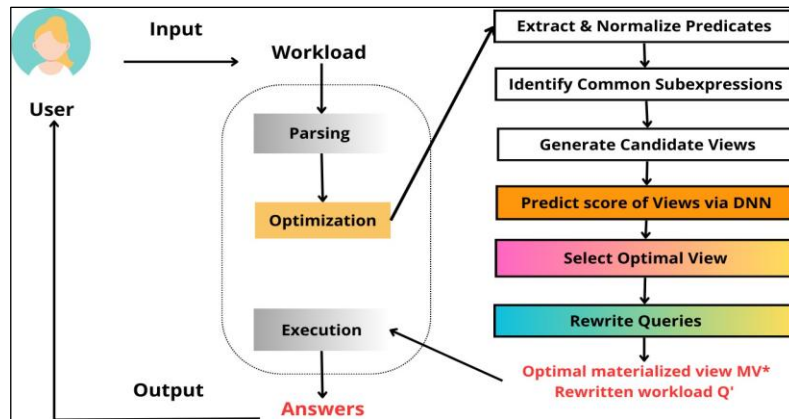 Input
User
Workload
Parsing
Optimization
Execution
Output
Answers
Extract & Normalize Predicates
Identify Common Subexpressions
Generate Candidate Views
Predict score of Views via DNN
Select Optimal View
Rewrite Queries
Optimal materialized view MV*
Rewritten workload Q'